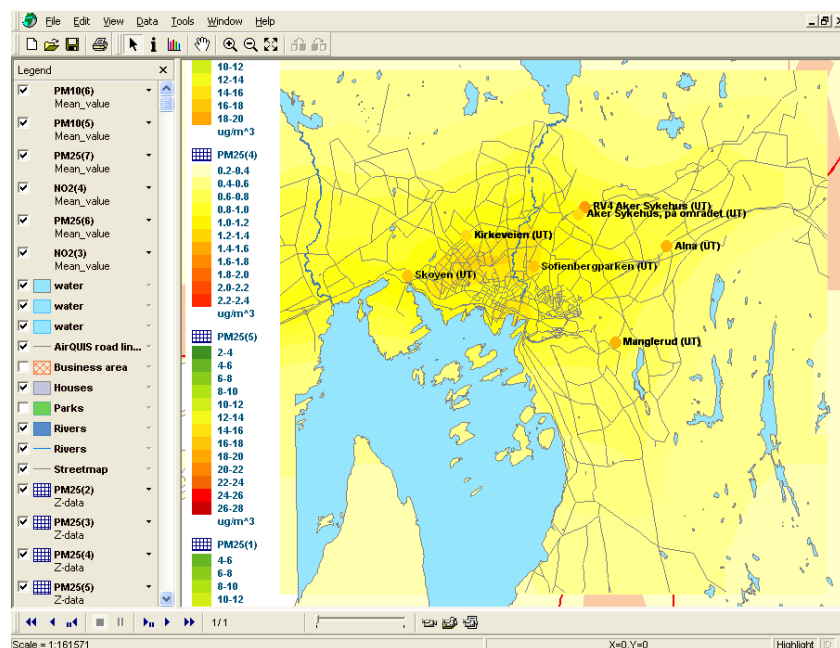 File Edit View Data Tools Window Help
Legend
PM10(6)
Mean_value
PM10(5)
Mean_value
PM25(7)
Mean_value
NO2(4)
Mean_value
PM25(6)
Mean_value
NO2(3)
Mean_value
water
water
water
AirQUIS road lin...
Business area
Houses
Parks
Rivers
Rivers
Streetmap
PM25(2)
Z-data
PM25(3)
Z-data
PM25(4)
Z-data
PM25(5)
Z-data
10-12
12-14
14-16
16-18
18-20
ug/m^3
PM25(4)
0.2-0.4
0.4-0.6
0.6-0.8
0.8-1.0
1.0-1.2
1.2-1.4
1.4-1.6
1.6-1.8
1.8-2.0
2.0-2.2
2.2-2.4
ug/m^3
PM25(5)
2-4
4-6
6-8
8-10
10-12
12-14
14-16
16-18
18-20
20-22
22-24
24-26
26-28
ug/m^3
PM25(1)
4-6
6-8
8-10
10-12
RV4 Aker Sykehus (UT)
Aker Sykehus, på området (UT)
Kirkeveien (UT)
Alna (UT)
Sofienbergparken (UT)
Skøyen (UT)
Manglerud (UT)
1/1
Scale = 1:161571
X=0,Y=0
Highlight
ID